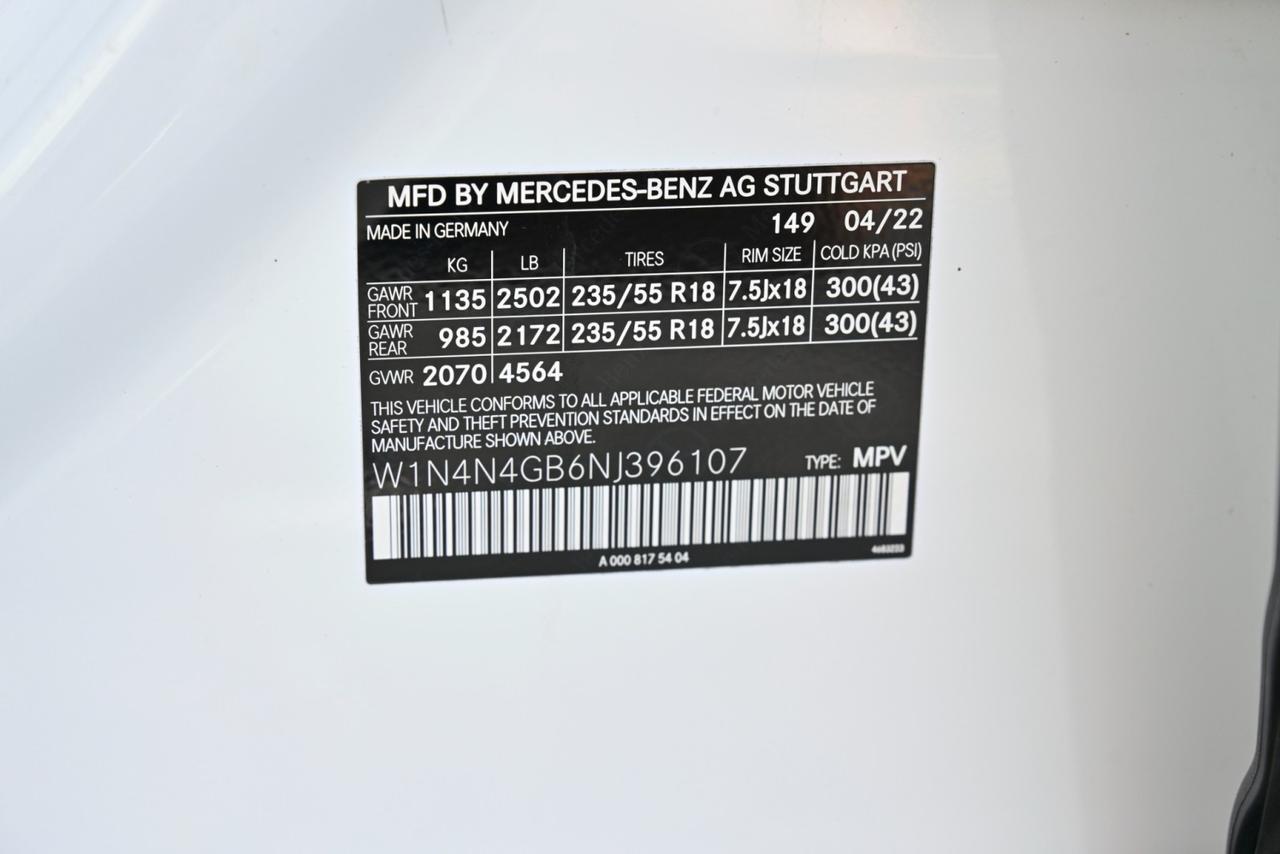 MFD BY MERCEDES-BENZ AG STUTTGART
MADE IN GERMANY 149 04/22
KG LB TIRES RIM SIZE COLD KPA (PSI)
GAWR FRONT 1135 2502 235/55 R18 7.5Jx18 300(43)
GAWR REAR 985 2172 235/55 R18 7.5Jx18 300(43)
GVWR 2070 4564
THIS VEHICLE CONFORMS TO ALL APPLICABLE FEDERAL MOTOR VEHICLE
SAFETY AND THEFT PREVENTION STANDARDS IN EFFECT ON THE DATE OF
MANUFACTURE SHOWN ABOVE.
W1N4N4GB6NJ396107 TYPE: MPV
A 000 817 54 04